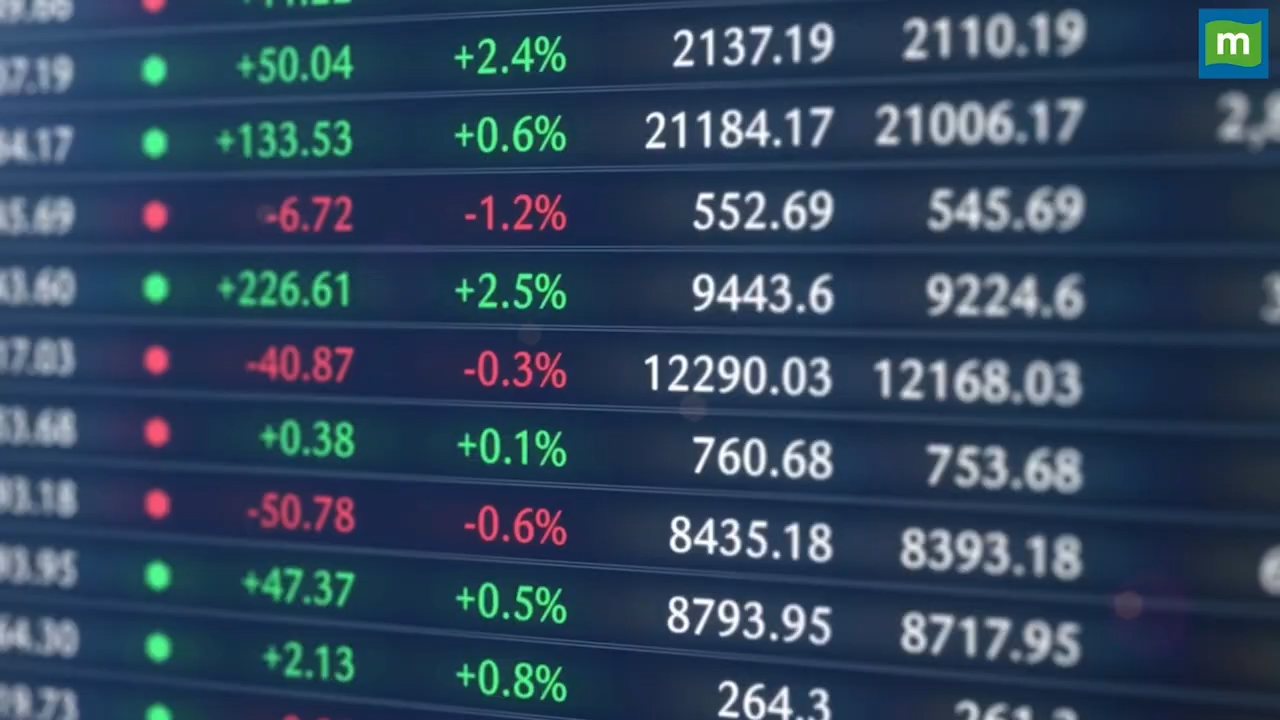 m
+50.04 +2.4% 2137.19 2110.19
+133.53 +0.6% 21184.17 21006.17
-6.72 -1.2% 552.69 545.69
+226.61 +2.5% 9443.6 9224.6
-40.87 -0.3% 12290.03 12168.03
+0.38 +0.1% 760.68 753.68
-50.78 -0.6% 8435.18 8393.18
+47.37 +0.5% 8793.95 8717.95
+2.13 +0.8% 264.3